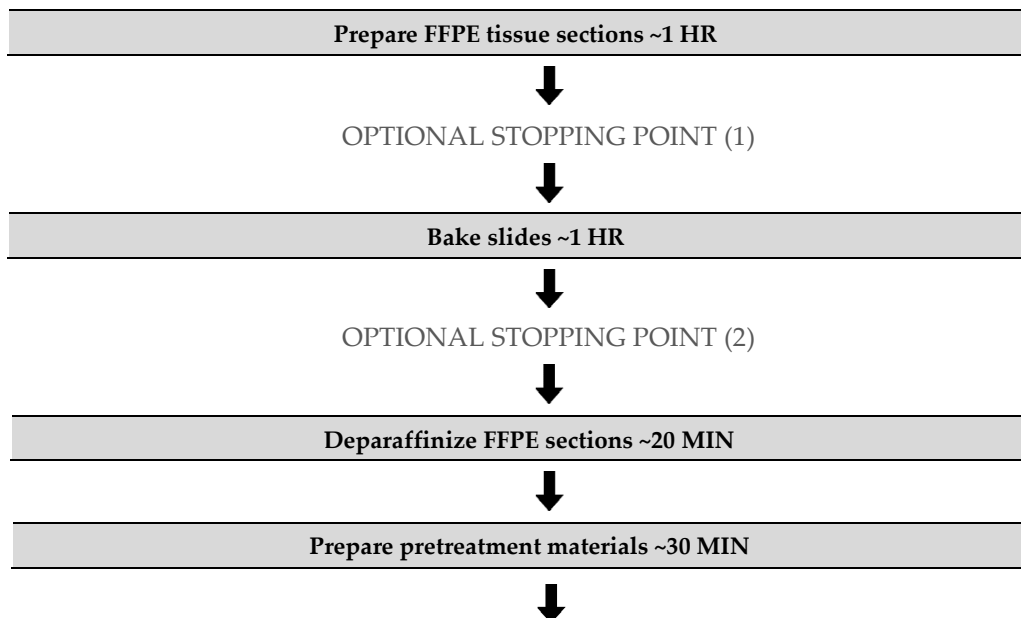 Prepare FFPE tissue sections ~1 HR
OPTIONAL STOPPING POINT (1)
Bake slides ~1 HR
OPTIONAL STOPPING POINT (2)
Deparaffinize FFPE sections ~20 MIN
Prepare pretreatment materials ~30 MIN